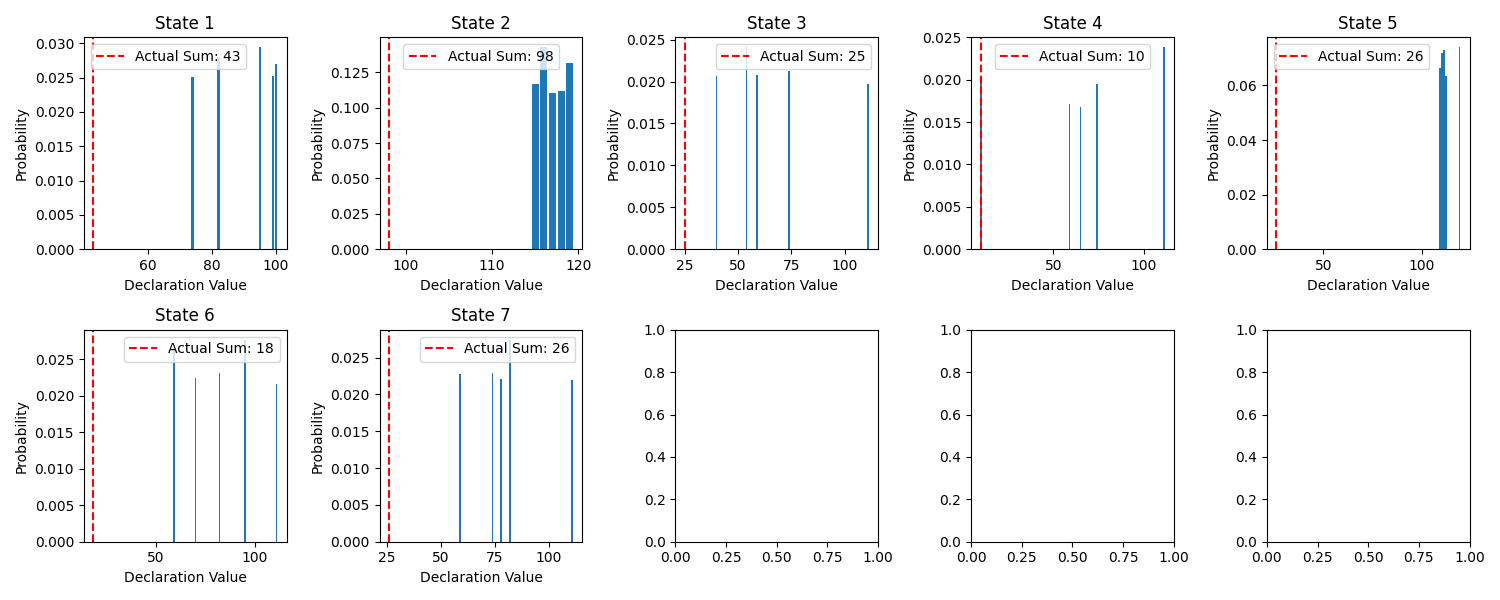 State 1
Actual Sum: 43
0.030
0.025
0.020
0.015
0.010
0.005
0.000
Probability
60 80 100
Declaration Value
State 2
Actual Sum: 98
0.125
0.100
0.075
0.050
0.025
0.000
Probability
100 110 120
Declaration Value
State 3
Actual Sum: 25
0.025
0.020
0.015
0.010
0.005
0.000
Probability
25 50 75 100
Declaration Value
State 4
Actual Sum: 10
0.025
0.020
0.015
0.010
0.005
0.000
Probability
50 100
Declaration Value
State 5
Actual Sum: 26
0.06
0.04
0.02
0.00
Probability
50 100
Declaration Value
State 6
Actual Sum: 18
0.025
0.020
0.015
0.010
0.005
0.000
Probability
50 100
Declaration Value
State 7
Actual Sum: 26
0.025
0.020
0.015
0.010
0.005
0.000
Probability
25 50 75 100
Declaration Value
1.0
0.8
0.6
0.4
0.2
0.0
0.00 0.25 0.50 0.75 1.00
1.0
0.8
0.6
0.4
0.2
0.0
0.00 0.25 0.50 0.75 1.00
1.0
0.8
0.6
0.4
0.2
0.0
0.00 0.25 0.50 0.75 1.00